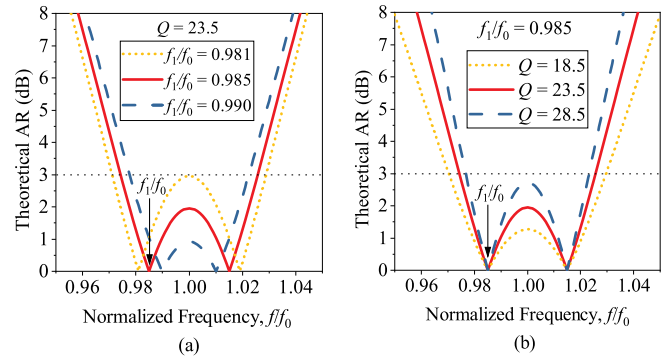 Q = 23.5
f1/f0 = 0.981
f1/f0 = 0.985
f1/f0 = 0.990
f1/f0
Theoretical AR (dB)
8
7
6
5
4
3
2
1
0
0.96
0.98
1.00
1.02
1.04
Normalized Frequency, f/f0
(a)
f1/f0 = 0.985
Q = 18.5
Q = 23.5
Q = 28.5
f1/f0
Theoretical AR (dB)
8
7
6
5
4
3
2
1
0
0.96
0.98
1.00
1.02
1.04
Normalized Frequency, f/f0
(b)